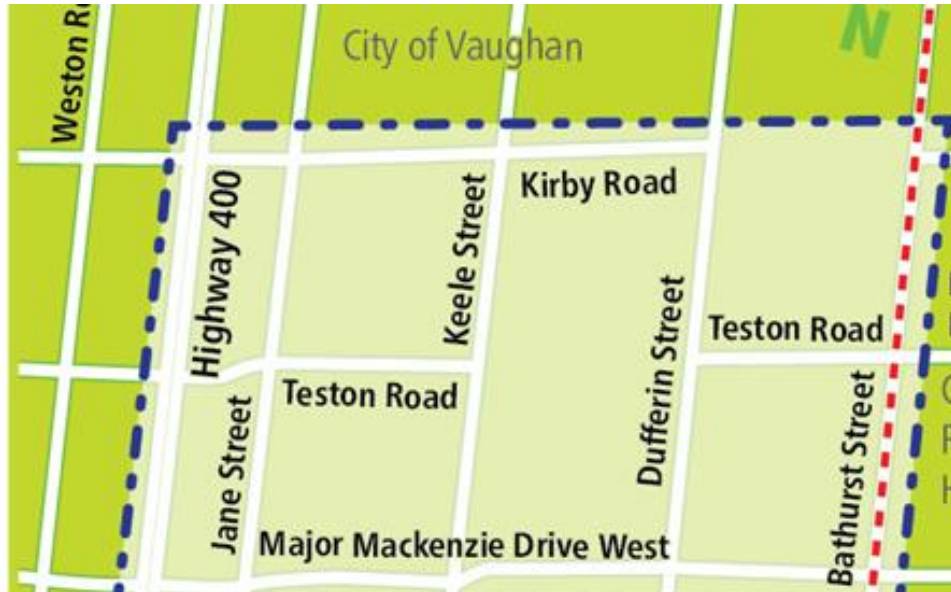 Weston R
City of Vaughan
N
Kirby Road
Highway 400
Keele Street
Dufferin Street
Teston Road
Teston Road
Jane Street
Bathurst Street
Major Mackenzie Drive West